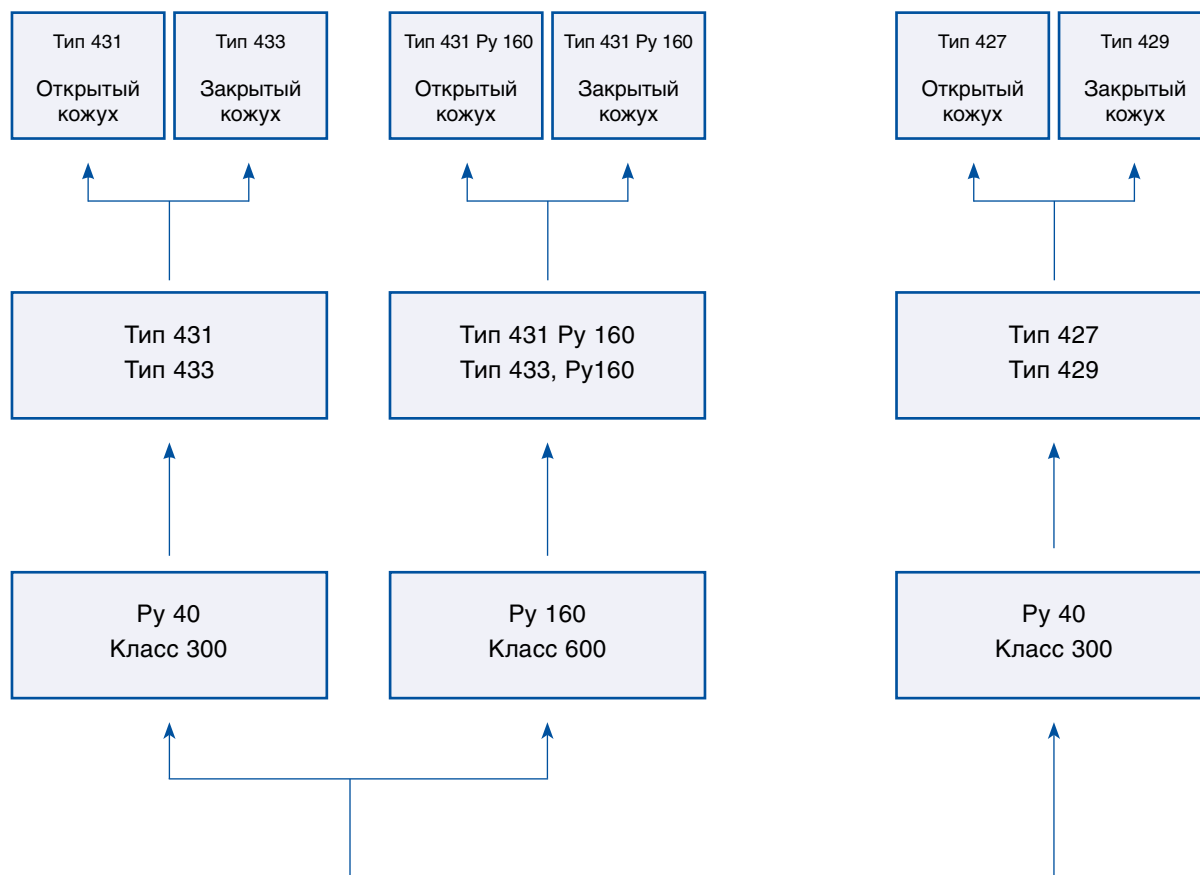 Тип 431
Открытый
кожух
Тип 433
Закрытый
кожух
Тип 431 Ру 160
Открытый
кожух
Тип 431 Ру 160
Закрытый
кожух
Тип 427
Открытый
кожух
Тип 429
Закрытый
кожух
Тип 431
Тип 433
Тип 431 Ру 160
Тип 433, Ру160
Тип 427
Тип 429
Ру 40
Класс 300
Ру 160
Класс 600
Ру 40
Класс 300